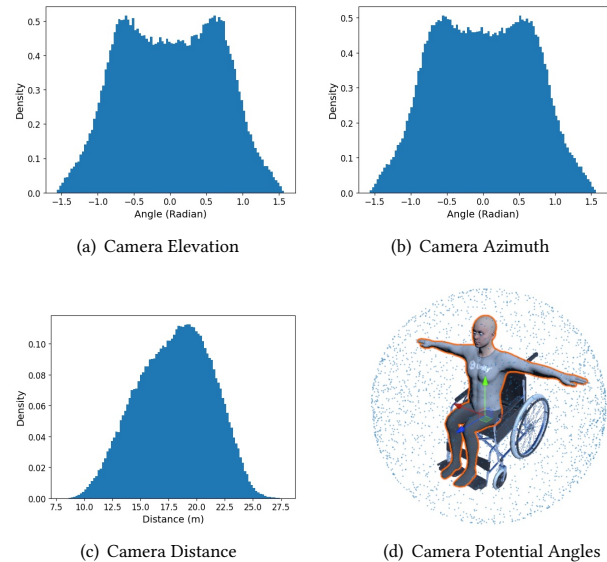 0.5
0.4
0.3
0.2
0.1
0.0
Density
-1.5 -1.0 -0.5 0.0 0.5 1.0 1.5
Angle (Radian)
(a) Camera Elevation
0.5
0.4
0.3
0.2
0.1
0.0
Density
-1.5 -1.0 -0.5 0.0 0.5 1.0 1.5
Angle (Radian)
(b) Camera Azimuth
0.10
0.08
0.06
0.04
0.02
0.00
Density
7.5 10.0 12.5 15.0 17.5 20.0 22.5 25.0 27.5
Distance (m)
(c) Camera Distance
(d) Camera Potential Angles